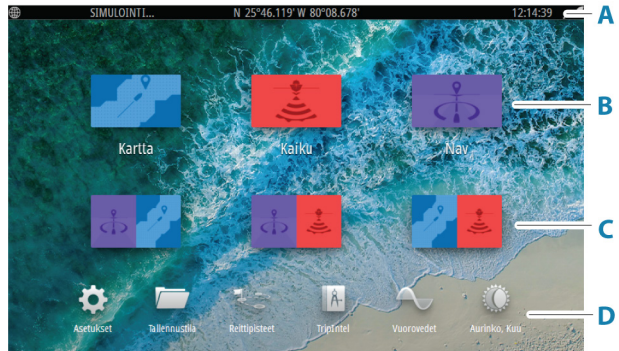 SIMULOINTI... N 25°46.119' W 80°08.678' 12:14:39 A
B
Kartta Kaiku Nav
C
D
Asetukset Tallennustila Reittipisteet TripIntel Vuorovedet Aurinko, Kuu